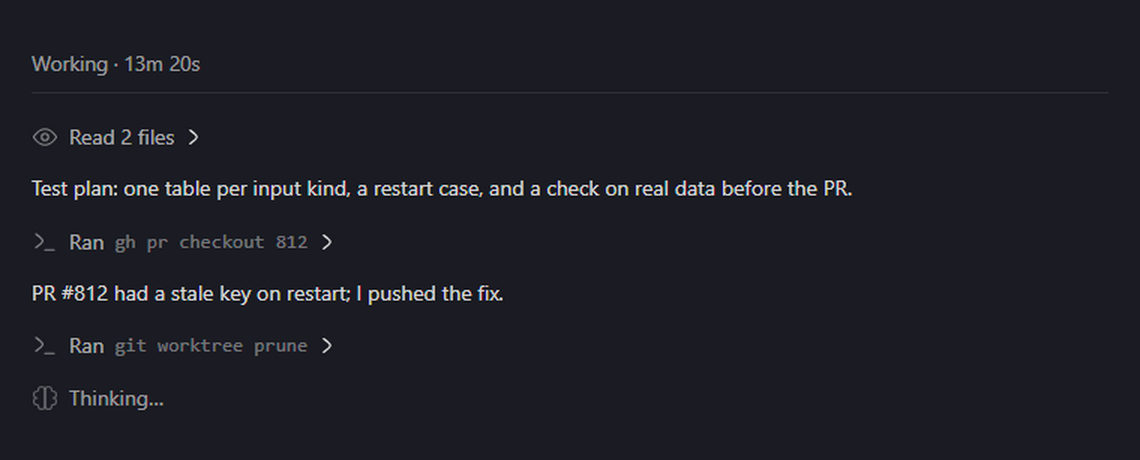 Working · 13m 20s
Read 2 files
Test plan: one table per input kind, a restart case, and a check on real data before the PR.
Ran gh pr checkout 812
PR #812 had a stale key on restart; I pushed the fix.
Ran git worktree prune
Thinking...